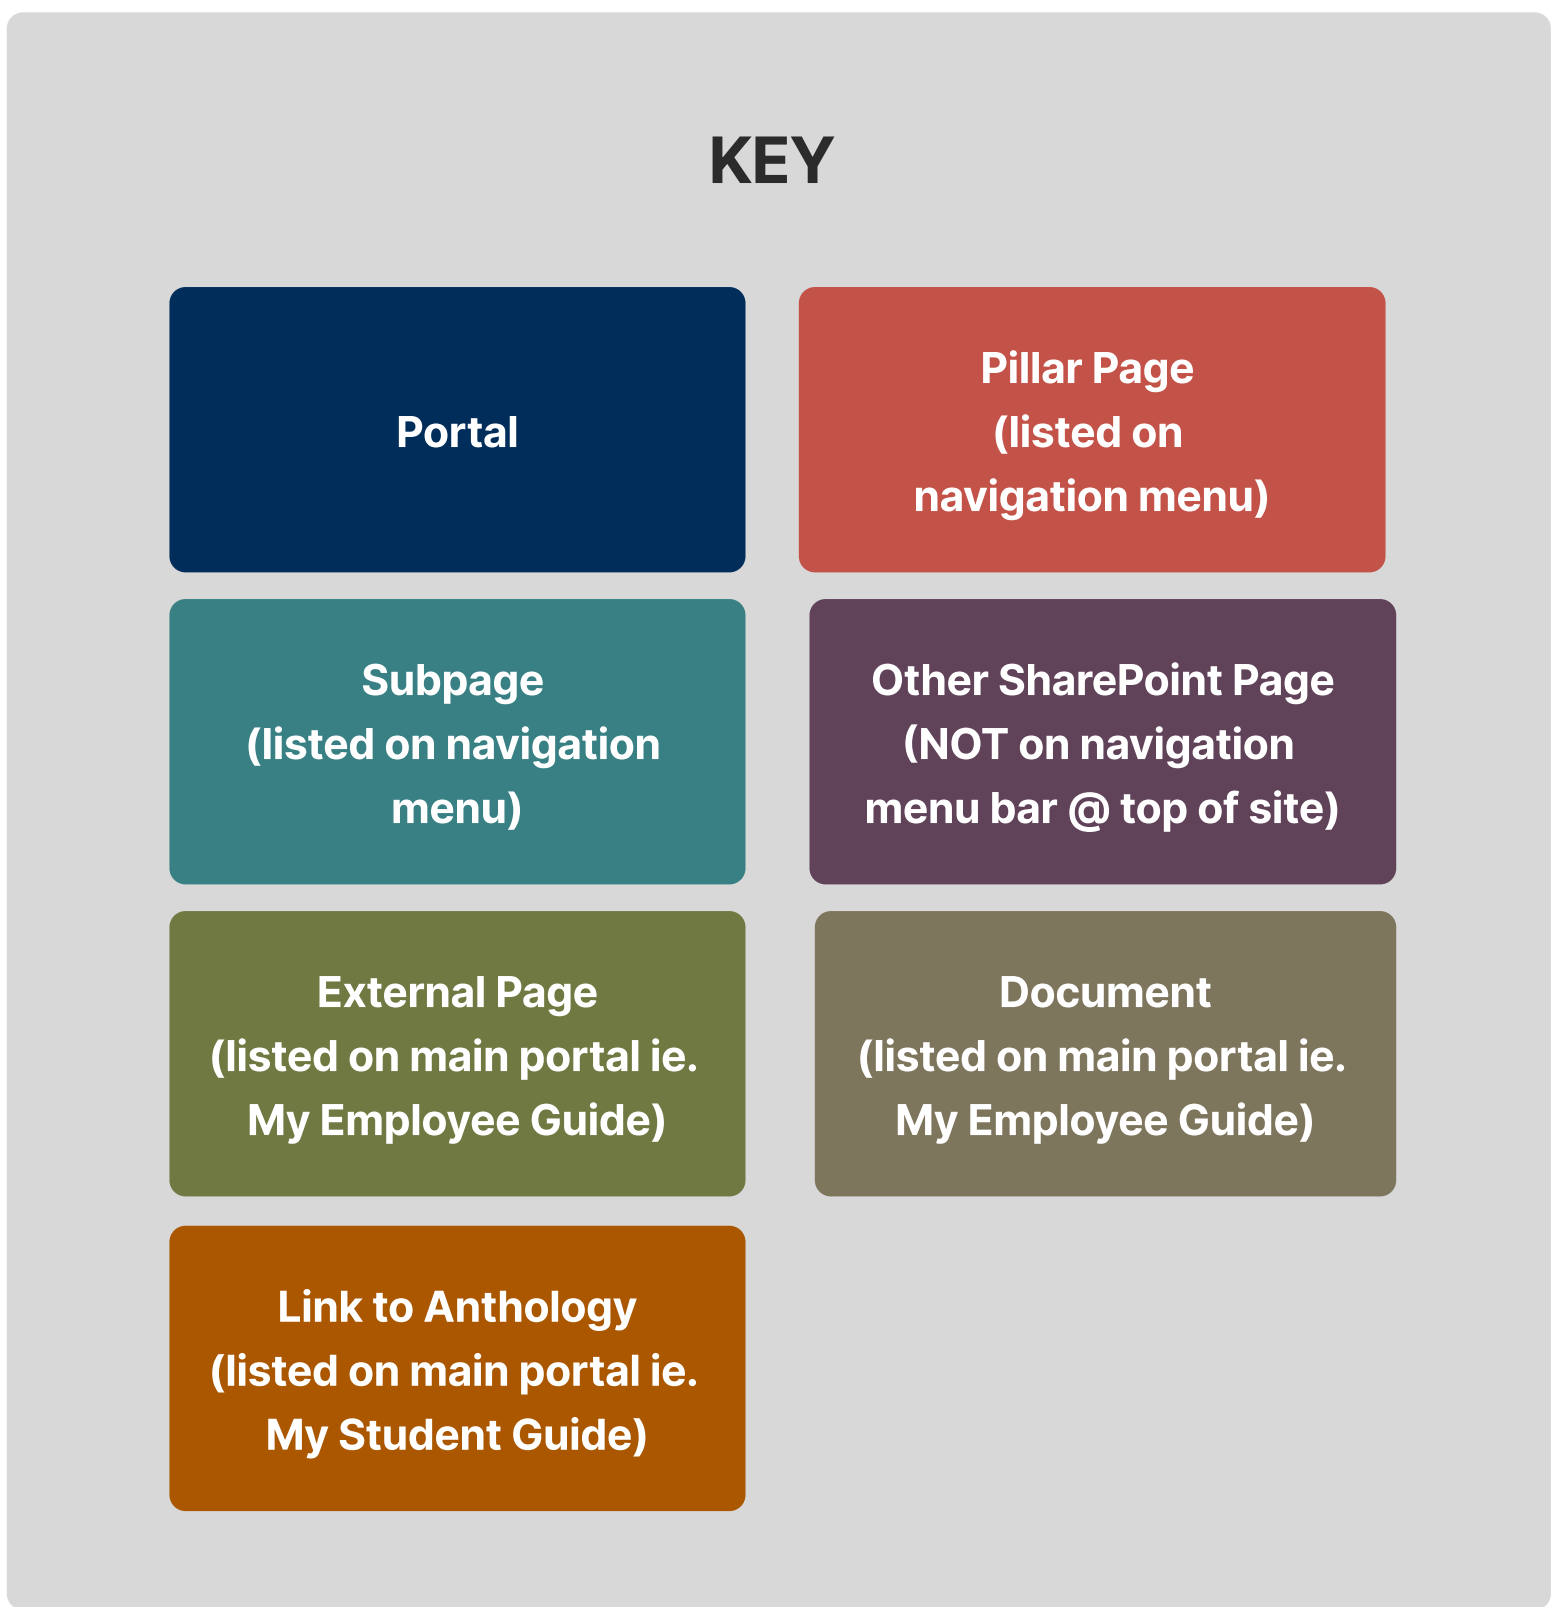 KEY
Portal
Pillar Page
(listed on
navigation menu)
Subpage
(listed on navigation
menu)
Other SharePoint Page
(NOT on navigation
menu bar @ top of site)
External Page
(listed on main portal ie.
My Employee Guide)
Document
(listed on main portal ie.
My Employee Guide)
Link to Anthology
(listed on main portal ie.
My Student Guide)